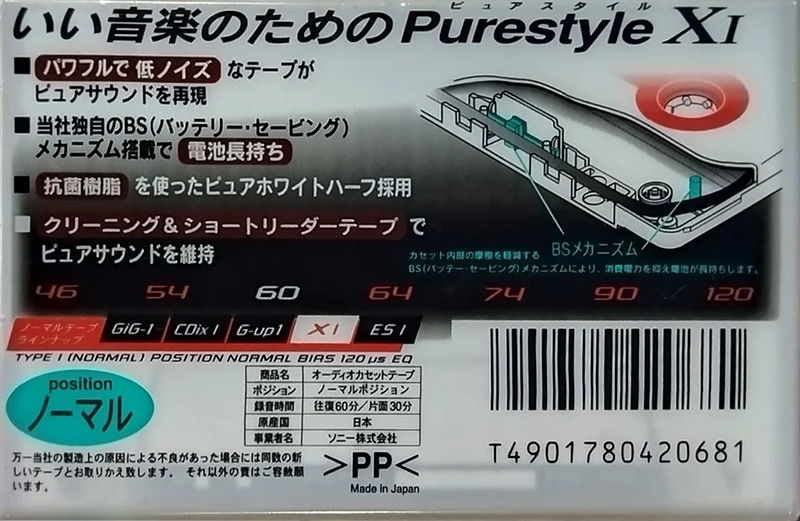 ピュアスタイル
いい音楽のためのPurestyle XI
■ パワフルで 低ノイズ なテープが
ピュアサウンドを再現
■ 当社独自のBS(バッテリー・セービング)
メカニズム搭載で 電池長持ち
■ 抗菌樹脂 を使ったピュアホワイトハーフ採用
■ クリーニング&ショートリーダーテープ で
ピュアサウンドを維持
BSメカニズム
カセット内部の摩擦を軽減する
BS(バッテー・セービング)メカニズムにより、消費電力を抑え電池が長持ちします。
46 54 60 64 74 90 120
ノーマルテープ
ラインナップ
GIG-I CDixI G-upI XI ESI
TYPE I (NORMAL) POSITION NORMAL BIAS 120 μs EQ
position
ノーマル
商品名 オーディオカセットテープ
ポジション ノーマルポジション
録音時間 往復60分/片面30分
原産国 日本
事業者名 ソニー株式会社
万一当社の製造上の原因による不良があった場合には同数の新
しいテープとお取りかえ致します。 それ以外の責はご容赦願
います。
>PP<
Made in Japan
T4901780420681